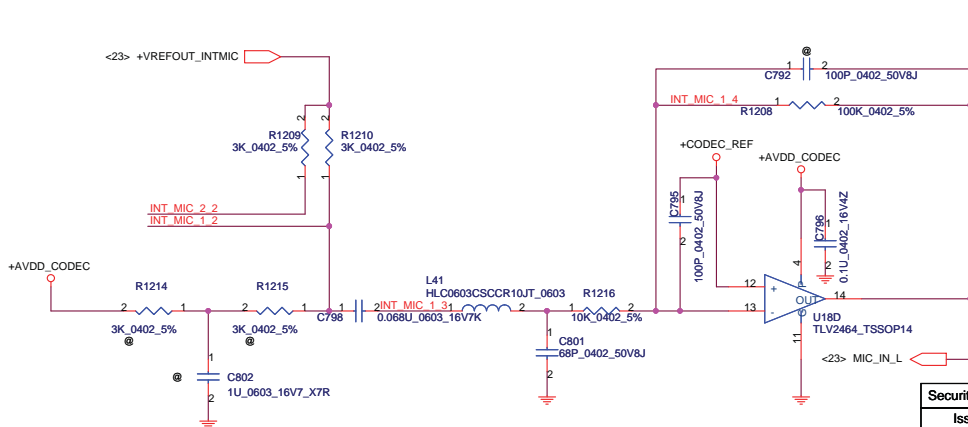 @
<23> +VREFOUT_INTMIC
1 2
C792 100P_0402_50V8J
INT_MIC_1_4 1 2
R1208 100K_0402_5%
2 2
R1209 R1210
3K_0402_5% 3K_0402_5%
1 1
+CODEC_REF
+AVDD_CODEC
INT_MIC_2_2
INT_MIC_1_2
C795
1
2
100P_0402_50V8J
C796
1
2
0.1U_0402_16V4Z
+AVDD_CODEC
R1214 R1215
2 1 2 1
3K_0402_5% 3K_0402_5%
@ @
L41
HLC0603CSCCR10JT_0603
1 2 INT_MIC_1_3 1 2
C798 0.068U_0603_16V7K
R1216
1 2
10K_0402_5%
4
12 +
13 -
P
OUT 14
G
11
U18D
TLV2464_TSSOP14
1
C801
68P_0402_50V8J
2
1
@ C802
1U_0603_16V7_X7R
2
<23> MIC_IN_L
Securit
Iss